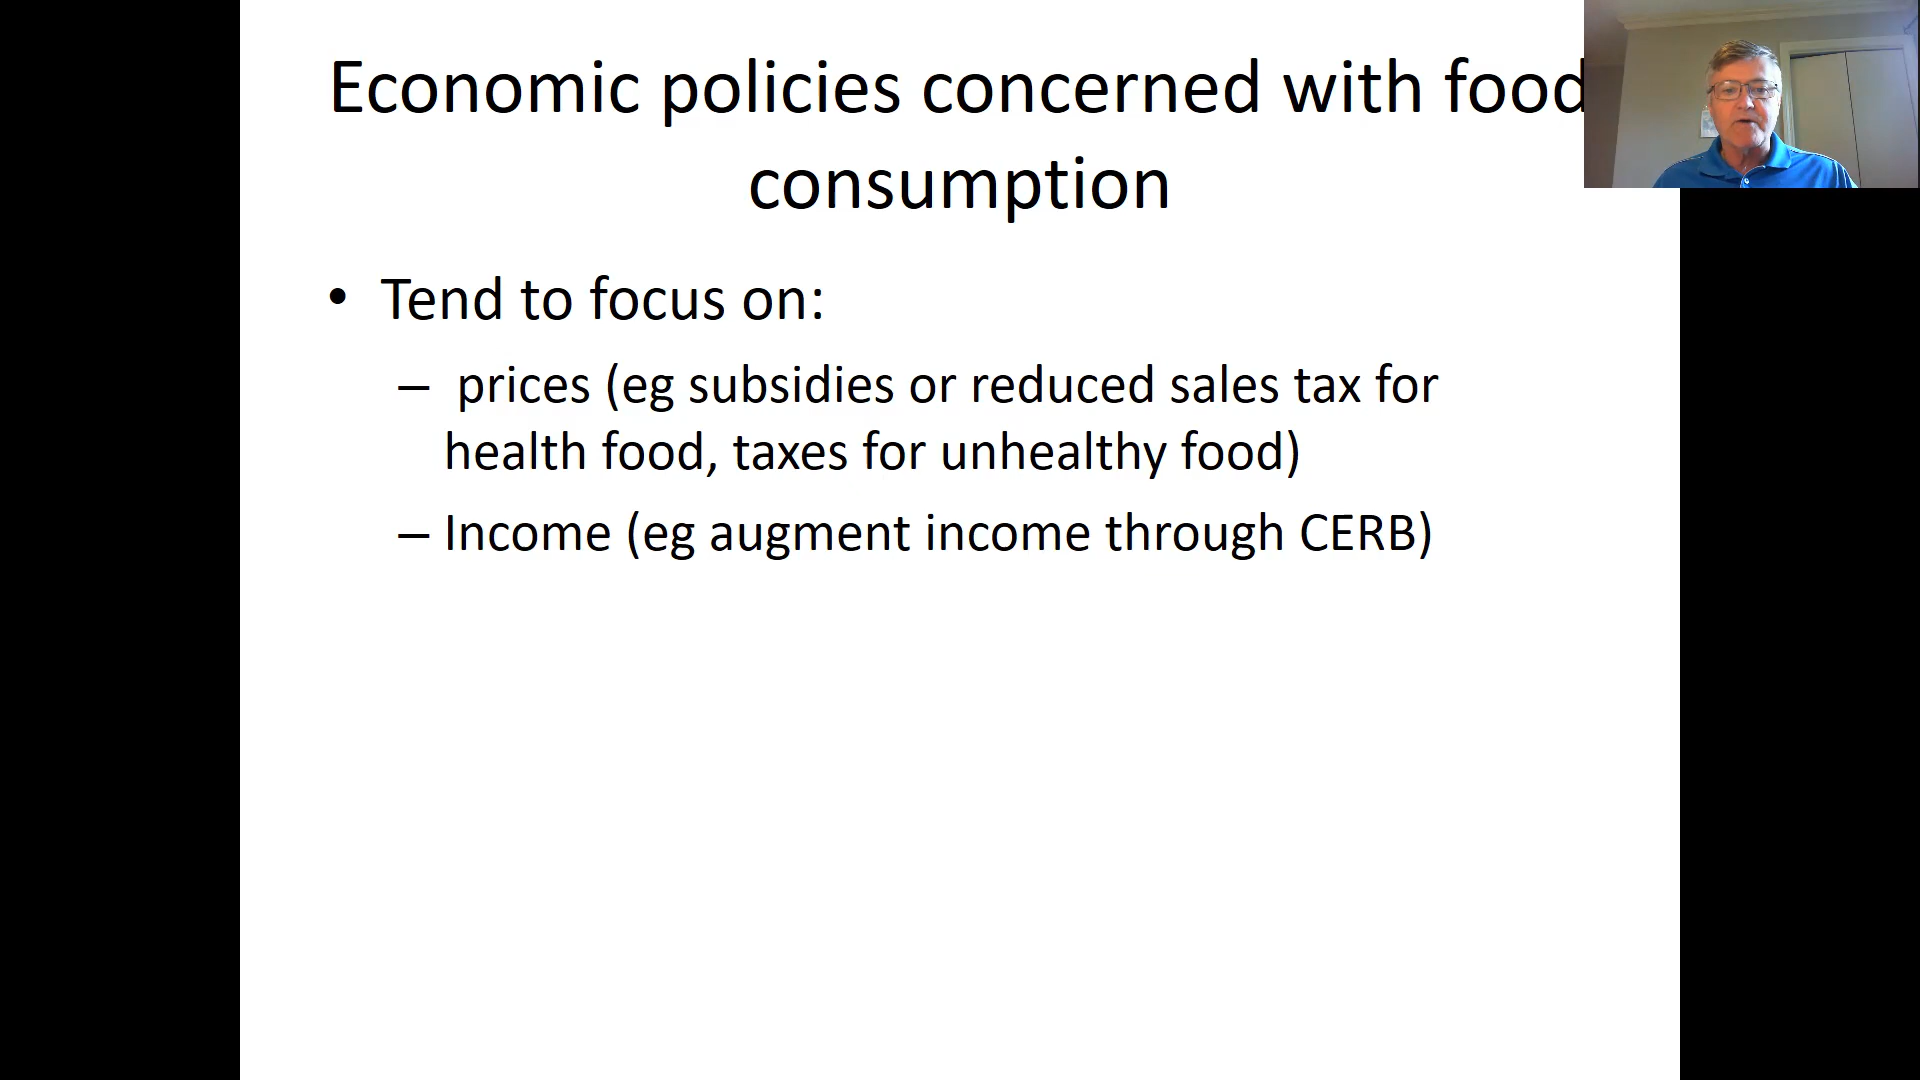 Economic policies concerned with food
consumption
• Tend to focus on:
– prices (eg subsidies or reduced sales tax for
health food, taxes for unhealthy food)
– Income (eg augment income through CERB)